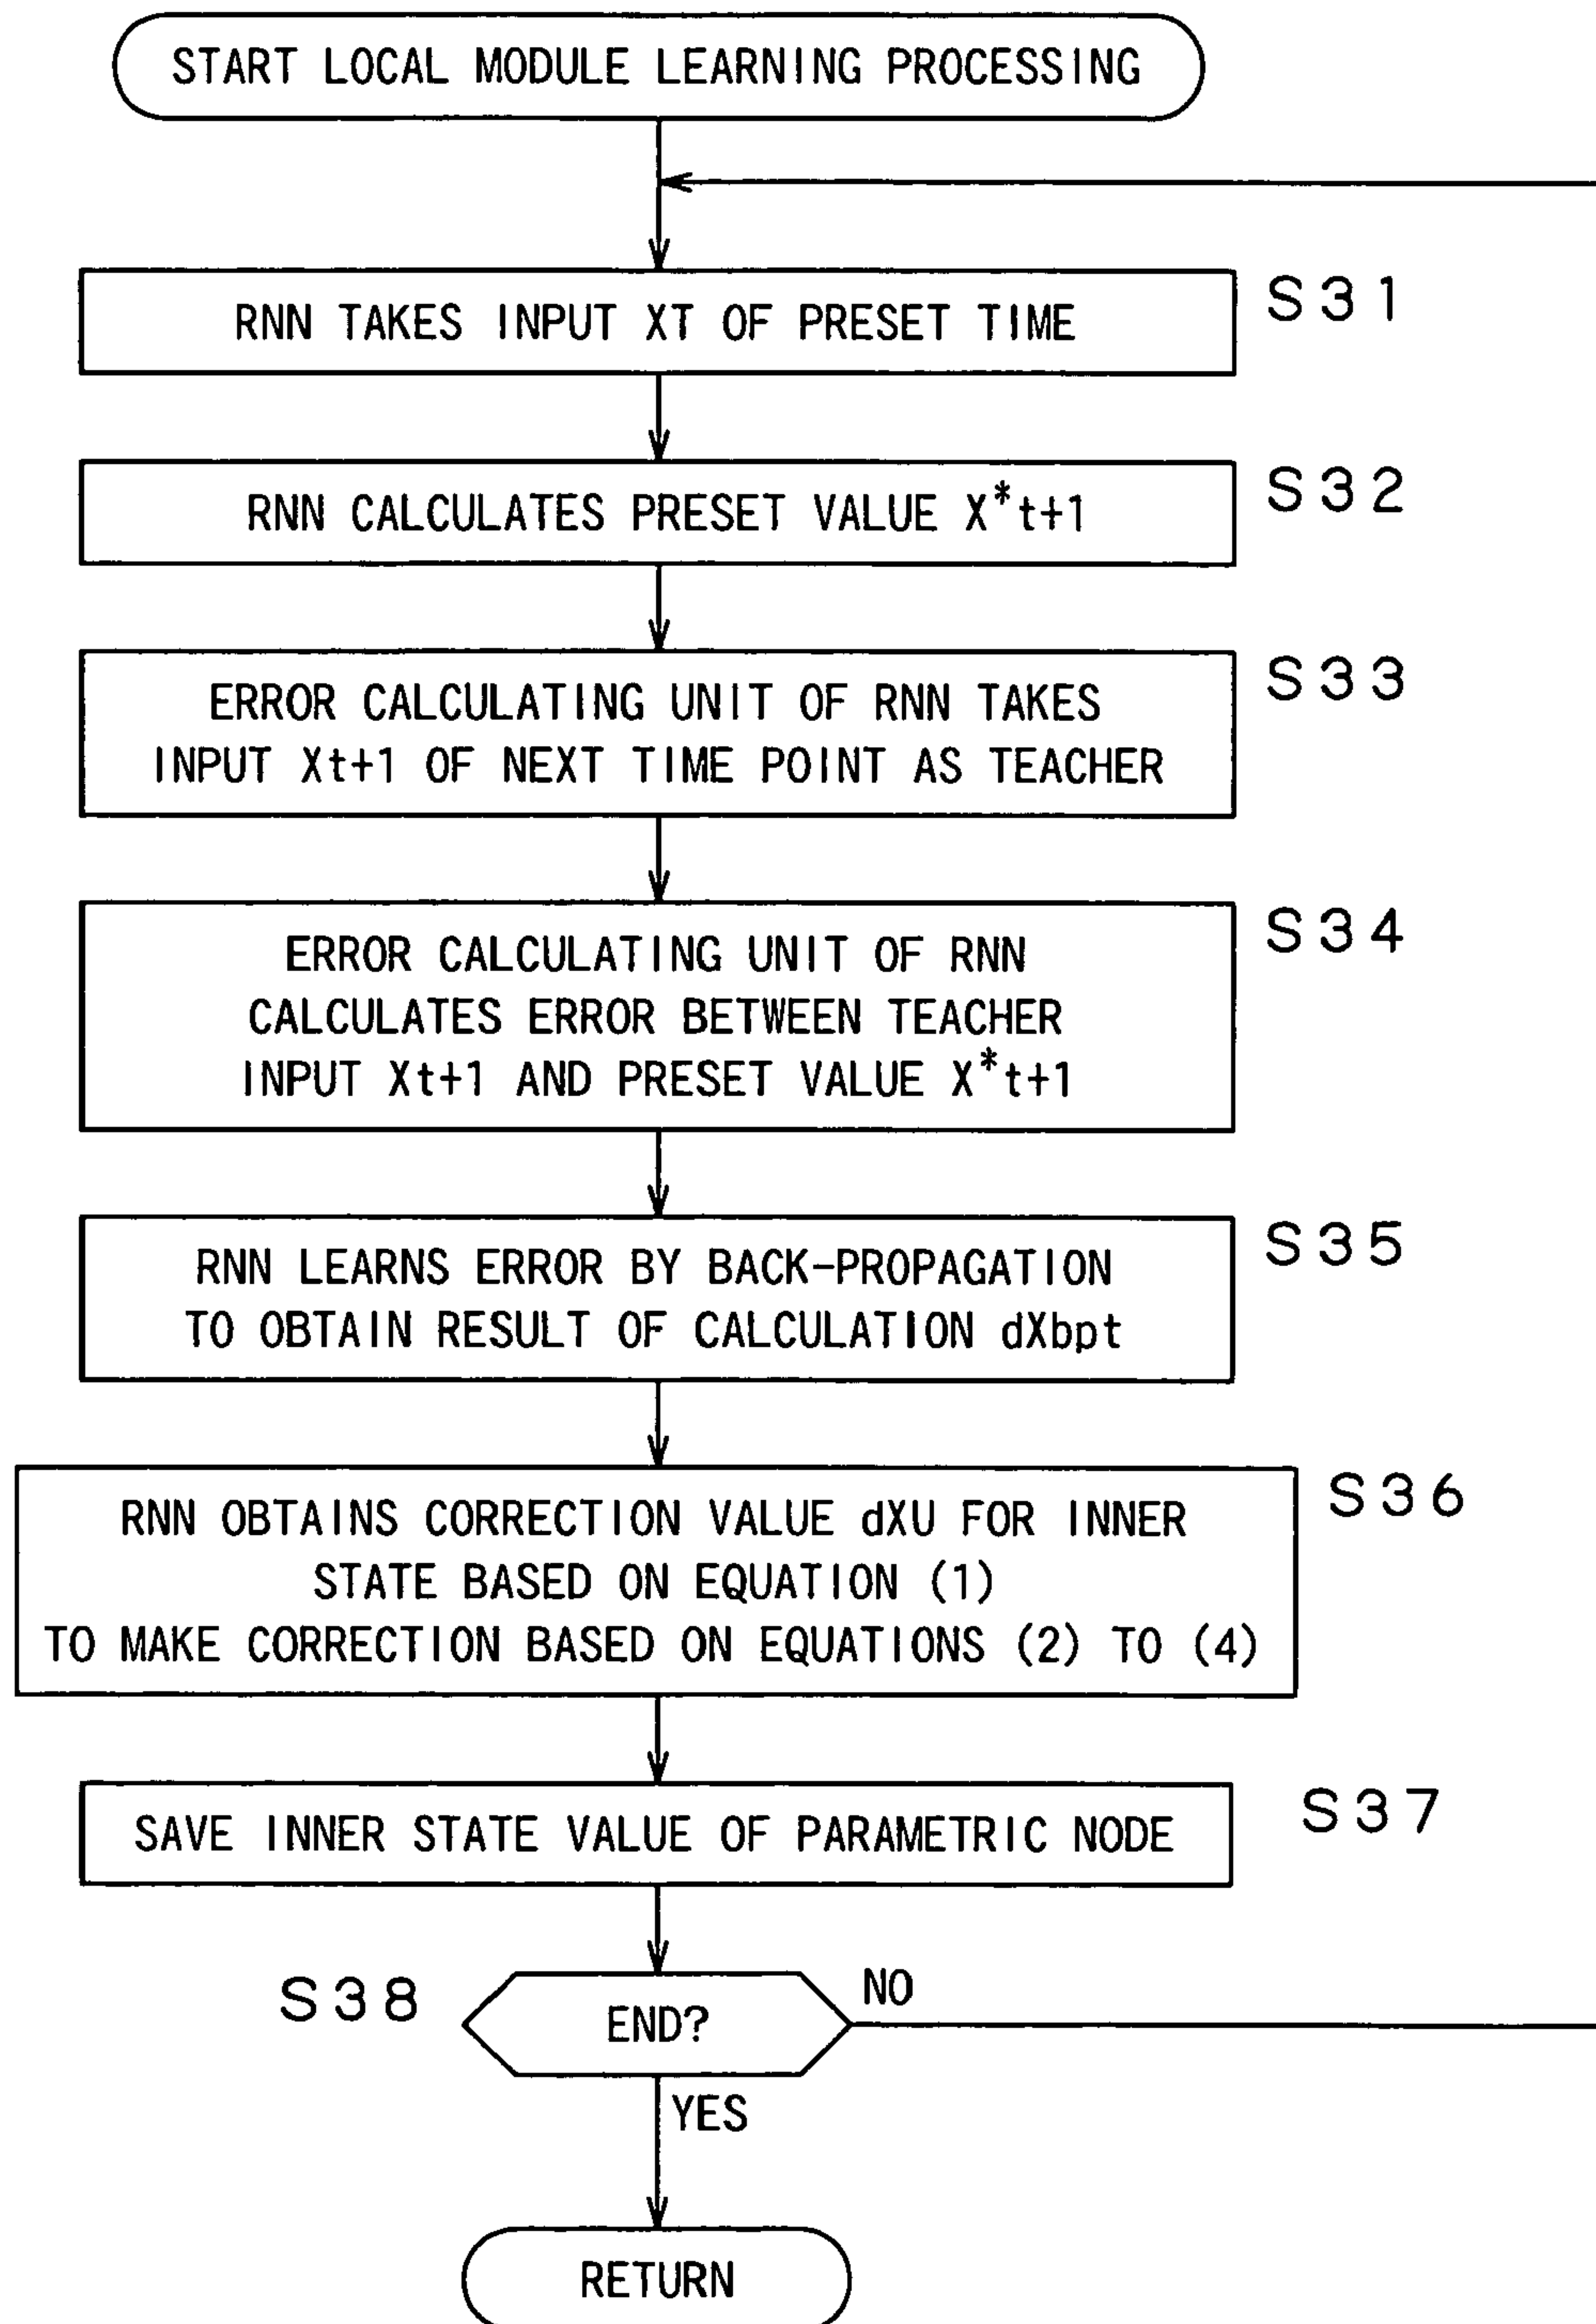 START LOCAL MODULE LEARNING PROCESSING
RNN TAKES INPUT XT OF PRESET TIME
S31
RNN CALCULATES PRESET VALUE X*t+1
S32
ERROR CALCULATING UNIT OF RNN TAKES
INPUT Xt+1 OF NEXT TIME POINT AS TEACHER
S33
ERROR CALCULATING UNIT OF RNN
CALCULATES ERROR BETWEEN TEACHER
INPUT Xt+1 AND PRESET VALUE X*t+1
S34
RNN LEARNS ERROR BY BACK-PROPAGATION
TO OBTAIN RESULT OF CALCULATION dXbpt
S35
RNN OBTAINS CORRECTION VALUE dXU FOR INNER
STATE BASED ON EQUATION (1)
TO MAKE CORRECTION BASED ON EQUATIONS (2) TO (4)
S36
SAVE INNER STATE VALUE OF PARAMETRIC NODE
S37
S38
END?
NO
YES
RETURN